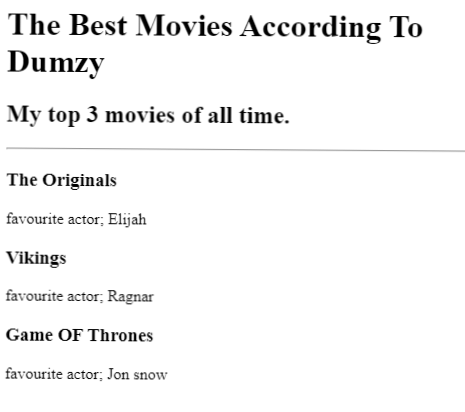 The Best Movies According To
Dumzy
My top 3 movies of all time.
The Originals
favourite actor; Elijah
Vikings
favourite actor; Ragnar
Game OF Thrones
favourite actor; Jon snow